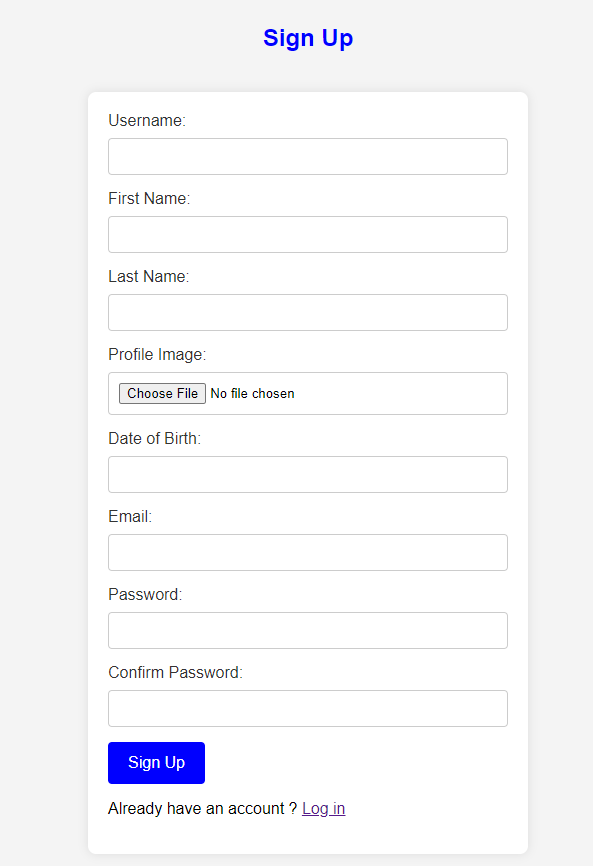 Sign Up
Username:
First Name:
Last Name:
Profile Image:
Choose File No file chosen
Date of Birth:
Email:
Password:
Confirm Password:
Sign Up
Already have an account ? Log in